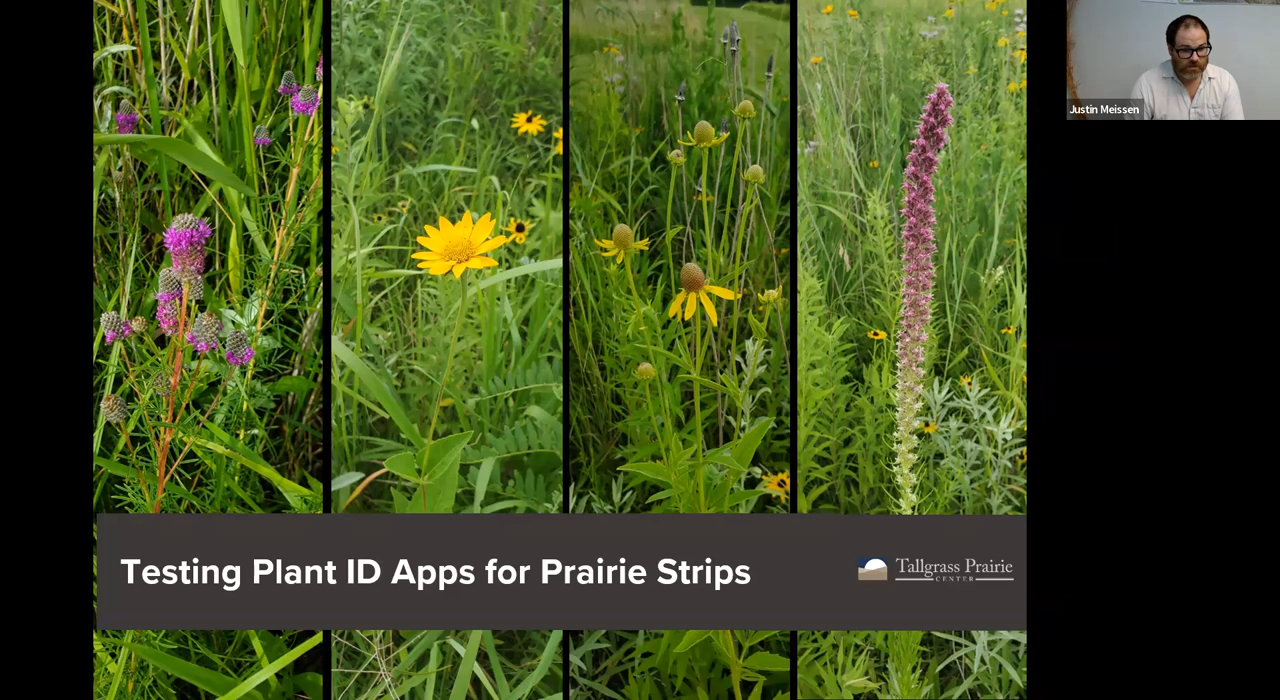 Justin Meissen
Testing Plant ID Apps for Prairie Strips
Tallgrass Prairie
CENTER